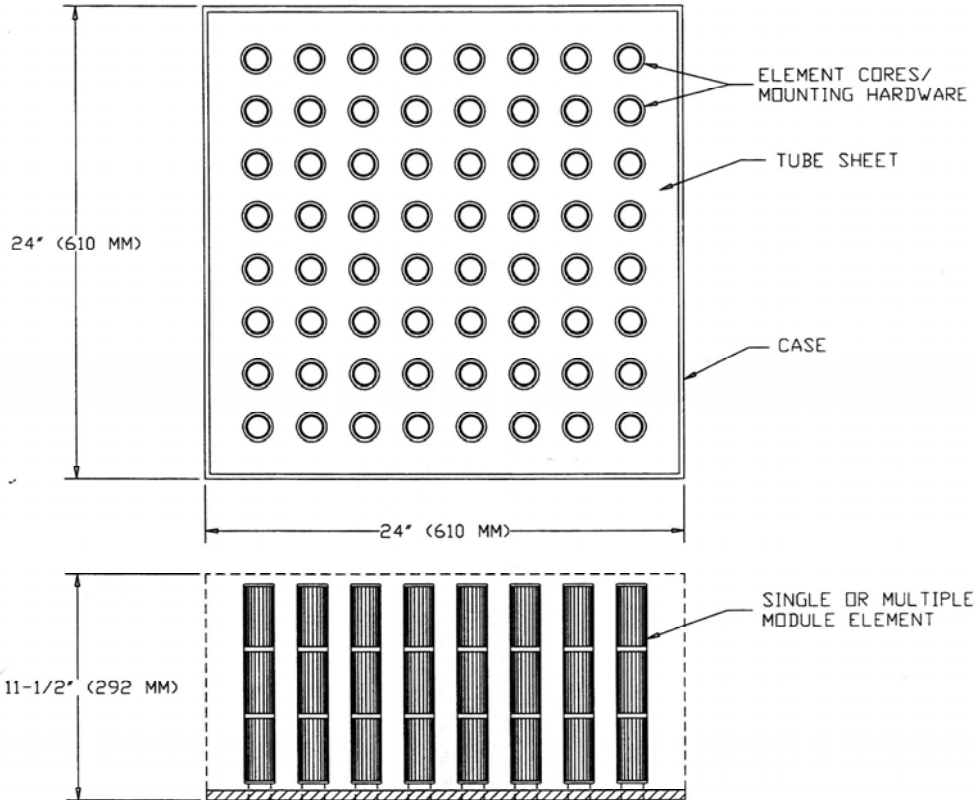 ELEMENT CORES/
MOUNTING HARDWARE
TUBE SHEET
24" (610 MM)
CASE
24" (610 MM)
SINGLE OR MULTIPLE
MODULE ELEMENT
11-1/2" (292 MM)